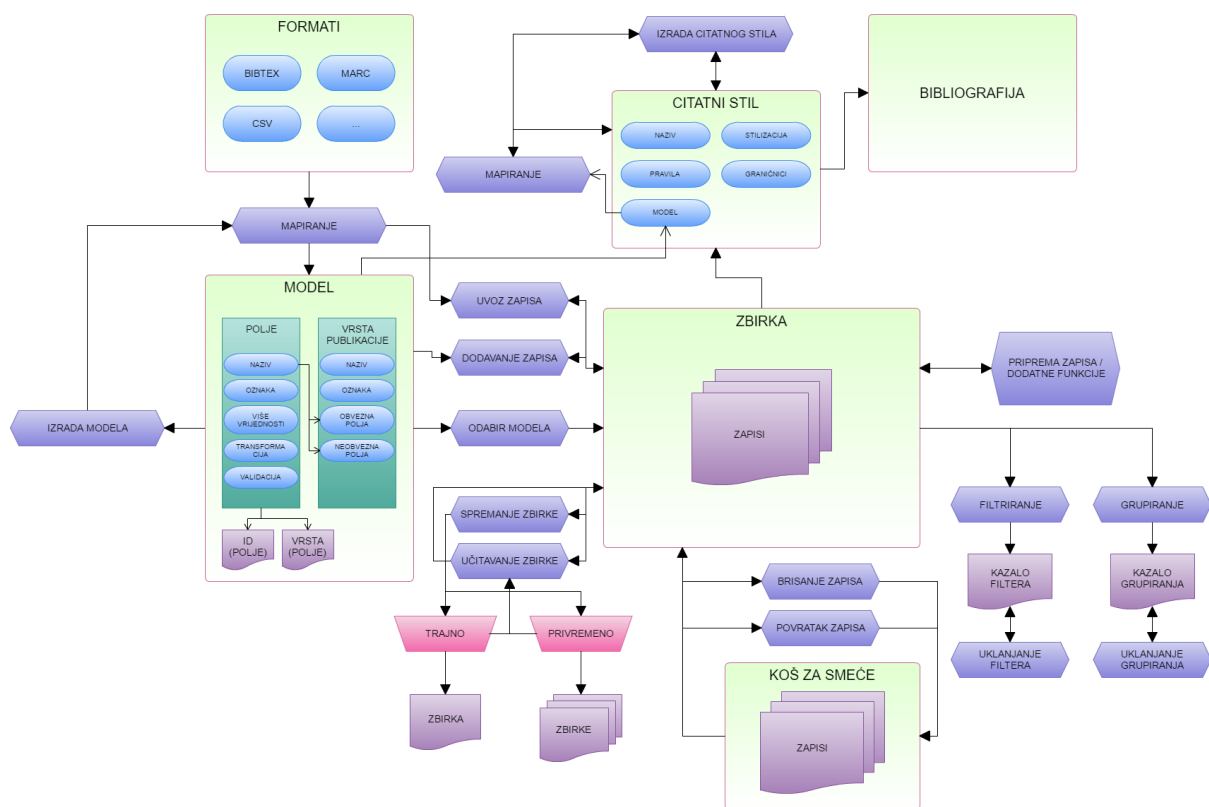 FORMATI
BIBTEX
MARC
CSV
...
IZRADA CITATNOG STILA
CITATNI STIL
NAZIV
STILIZACIJA
PRAVILA
GRANIČNICI
MODEL
BIBLIOGRAFIJA
MAPIRANJE
MAPIRANJE
MODEL
POLJE
NAZIV
OZNAKA
VIŠE
VRIJEDNOSTI
TRANSFORMA
CIJA
VALIDACIJA
VRSTA
PUBLIKACIJE
NAZIV
OZNAKA
OBVEZNA
POLJA
NEOBVEZNA
POLJA
ID
(POLJE)
VRSTA
(POLJE)
IZRADA MODELA
UVOZ ZAPISA
DODAVANJE ZAPISA
ODABIR MODELA
ZBIRKA
ZAPISI
PRIPREMA ZAPISA /
DODATNE FUNKCIJE
SPREMANJE ZBIRKE
UČITAVANJE ZBIRKE
TRAJNO
PRIVREMENO
ZBIRKA
ZBIRKE
FILTRIRANJE
GRUPIRANJE
KAZALO
FILTERA
KAZALO
GRUPIRANJA
UKLANJANJE
FILTERA
UKLANJANJE
GRUPIRANJA
BRISANJE ZAPISA
POVRATAK ZAPISA
KOŠ ZA SMEĆE
ZAPISI